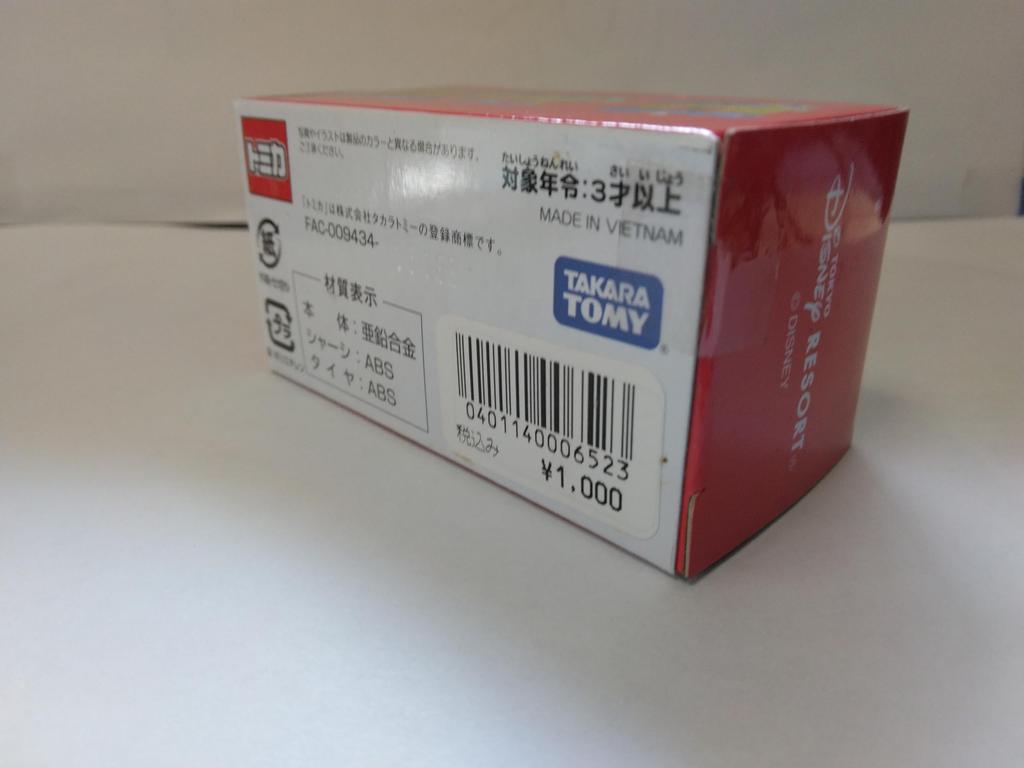 トミカ
写真やイラストは製品のカラーと異なる場合があります。
ご了承ください。
たいしょうねんれい さい いじょう
対象年令:3才以上
MADE IN VIETNAM
「トミカ」は株式会社タカラトミーの登録商標です。
FAC-009434-
紙
プラ
材質表示
本 体:亜鉛合金
シャーシ:ABS
タイヤ:ABS
TAKARA
TOMY
0401140006523
税込み
¥1,000
TOKYO
Disney RESORT
© DISNEY